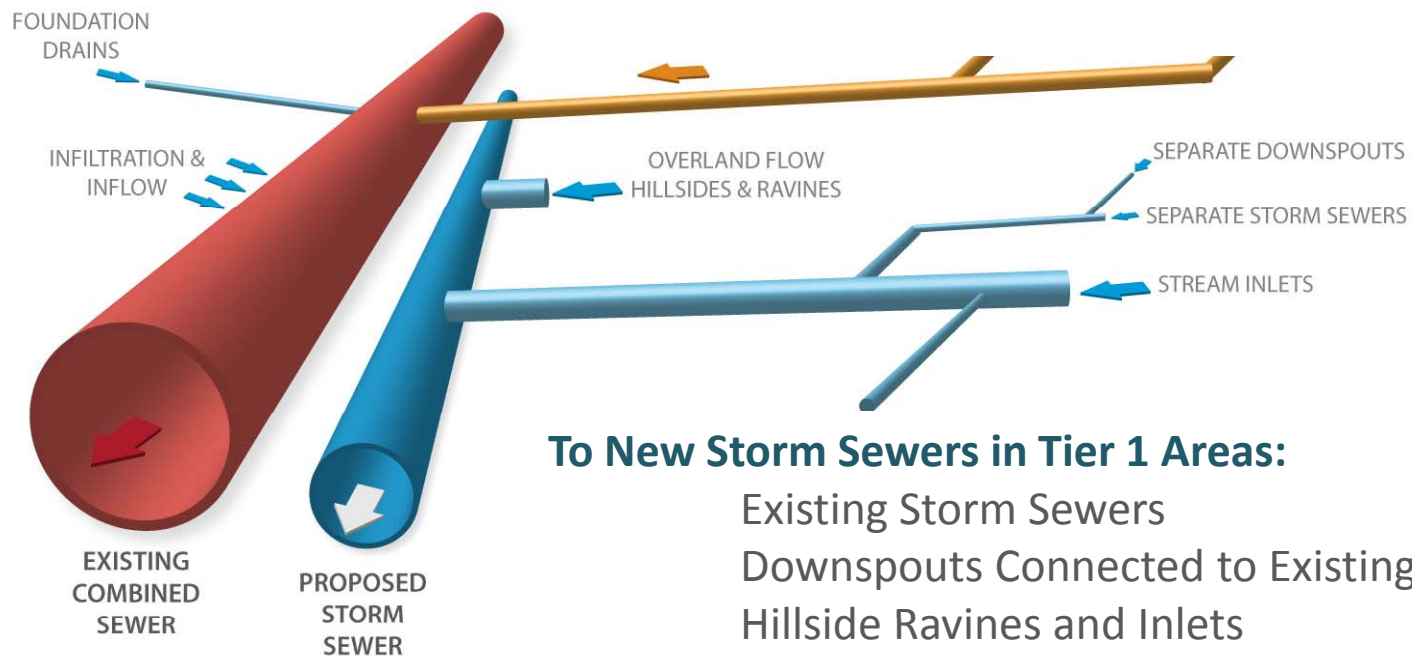 FOUNDATION
DRAINS
INFILTRATION &
INFLOW
OVERLAND FLOW
HILLSIDES & RAVINES
SEPARATE DOWNSPOUTS
SEPARATE STORM SEWERS
STREAM INLETS
EXISTING
COMBINED
SEWER
PROPOSED
STORM
SEWER
To New Storm Sewers in Tier 1 Areas:
Existing Storm Sewers
Downspouts Connected to Existing
Hillside Ravines and Inlets